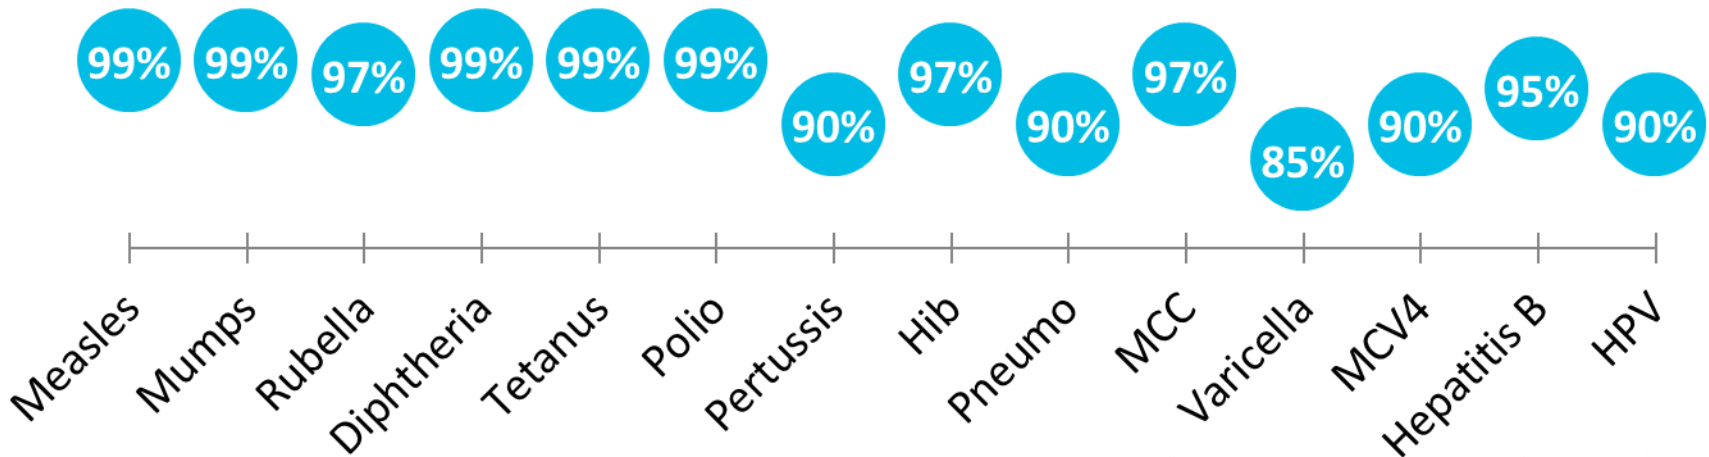 99%
99%
97%
99%
99%
99%
90%
97%
90%
97%
85%
90%
95%
90%
Measles
Mumps
Rubella
Diphtheria
Tetanus
Polio
Pertussis
Hib
Pneumo
MCC
Varicella
MCV4
Hepatitis B
HPV